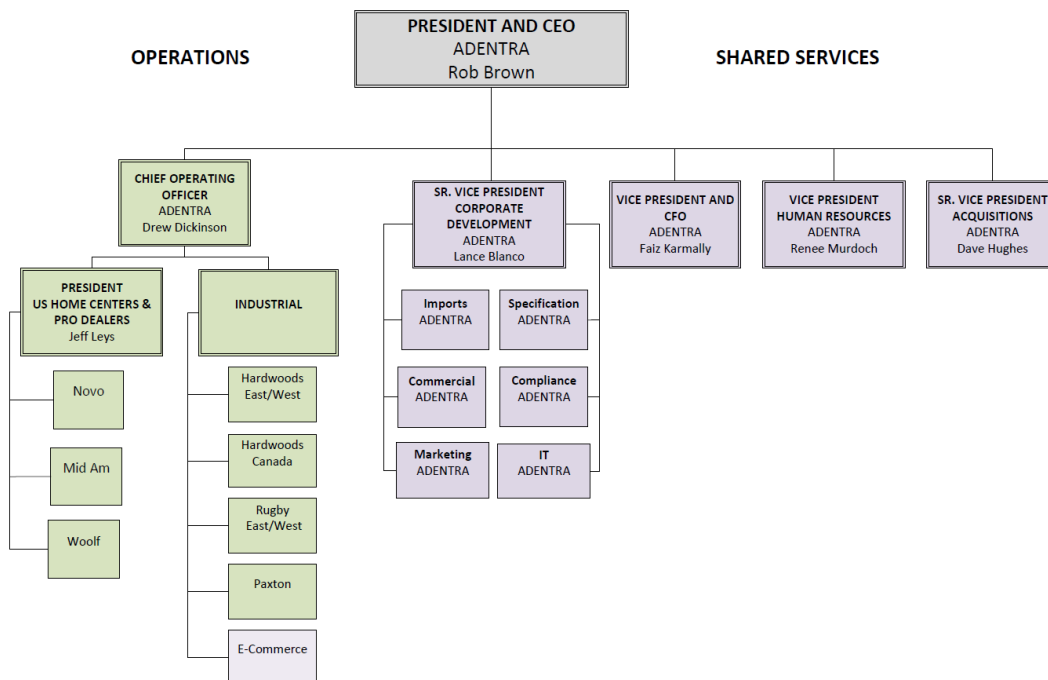 PRESIDENT AND CEO
ADENTRA
Rob Brown
OPERATIONS
SHARED SERVICES
CHIEF OPERATING
OFFICER
ADENTRA
Drew Dickinson
SR. VICE PRESIDENT
CORPORATE
DEVELOPMENT
ADENTRA
Lance Blanco
VICE PRESIDENT AND
CFO
ADENTRA
Faiz Karmally
VICE PRESIDENT
HUMAN RESOURCES
ADENTRA
Renee Murdoch
SR. VICE PRESIDENT
ACQUISITIONS
ADENTRA
Dave Hughes
PRESIDENT
US HOME CENTERS &
PRO DEALERS
Jeff Leys
INDUSTRIAL
Novo
Mid Am
Woolf
Hardwoods
East/West
Hardwoods
Canada
Rugby
East/West
Paxton
E-Commerce
Imports
ADENTRA
Specification
ADENTRA
Commercial
ADENTRA
Compliance
ADENTRA
Marketing
ADENTRA
IT
ADENTRA